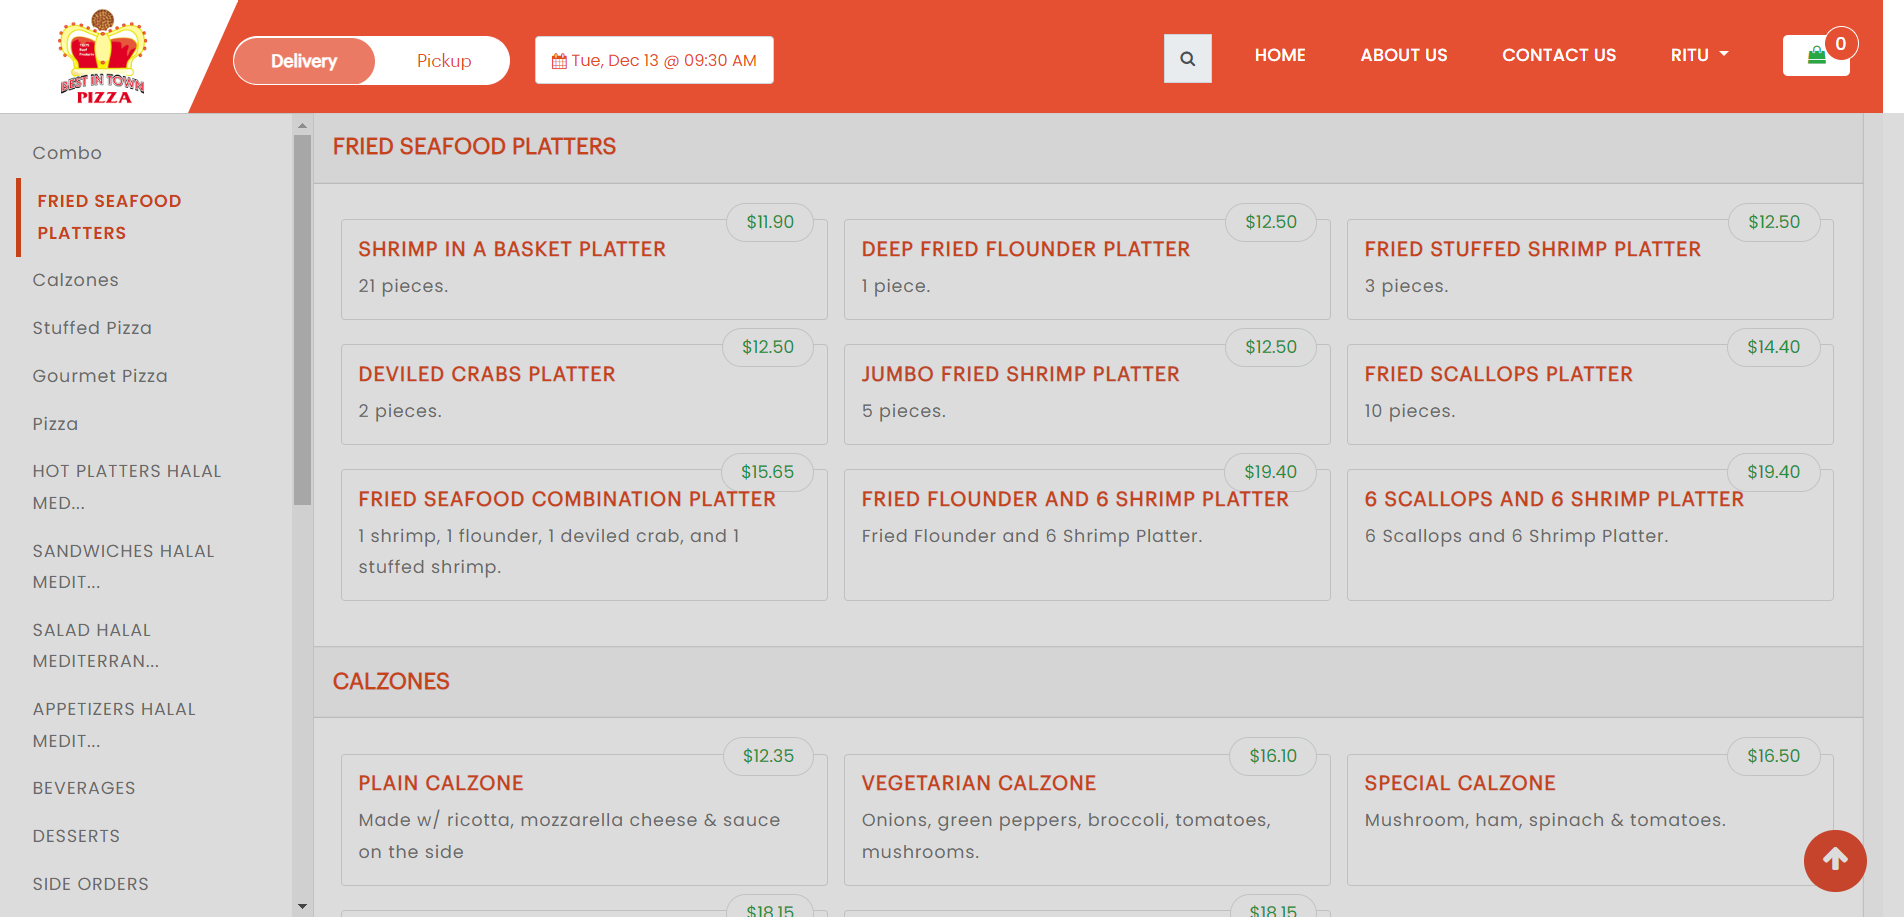 BEST IN TOWN
PIZZA
Delivery
Pickup
Tue, Dec 13 @ 09:30 AM
HOME
ABOUT US
CONTACT US
RITU
0
Combo
FRIED SEAFOOD
PLATTERS
Calzones
Stuffed Pizza
Gourmet Pizza
Pizza
HOT PLATTERS HALAL
MED...
SANDWICHES HALAL
MEDIT...
SALAD HALAL
MEDITERRAN...
APPETIZERS HALAL
MEDIT...
BEVERAGES
DESSERTS
SIDE ORDERS
FRIED SEAFOOD PLATTERS
$11.90
SHRIMP IN A BASKET PLATTER
21 pieces.
$12.50
DEEP FRIED FLOUNDER PLATTER
1 piece.
$12.50
FRIED STUFFED SHRIMP PLATTER
3 pieces.
$12.50
DEVILED CRABS PLATTER
2 pieces.
$12.50
JUMBO FRIED SHRIMP PLATTER
5 pieces.
$14.40
FRIED SCALLOPS PLATTER
10 pieces.
$15.65
FRIED SEAFOOD COMBINATION PLATTER
1 shrimp, 1 flounder, 1 deviled crab, and 1
stuffed shrimp.
$19.40
FRIED FLOUNDER AND 6 SHRIMP PLATTER
Fried Flounder and 6 Shrimp Platter.
$19.40
6 SCALLOPS AND 6 SHRIMP PLATTER
6 Scallops and 6 Shrimp Platter.
CALZONES
$12.35
PLAIN CALZONE
Made w/ ricotta, mozzarella cheese & sauce
on the side
$16.10
VEGETARIAN CALZONE
Onions, green peppers, broccoli, tomatoes,
mushrooms.
$16.50
SPECIAL CALZONE
Mushroom, ham, spinach & tomatoes.
$18.15
$18.15